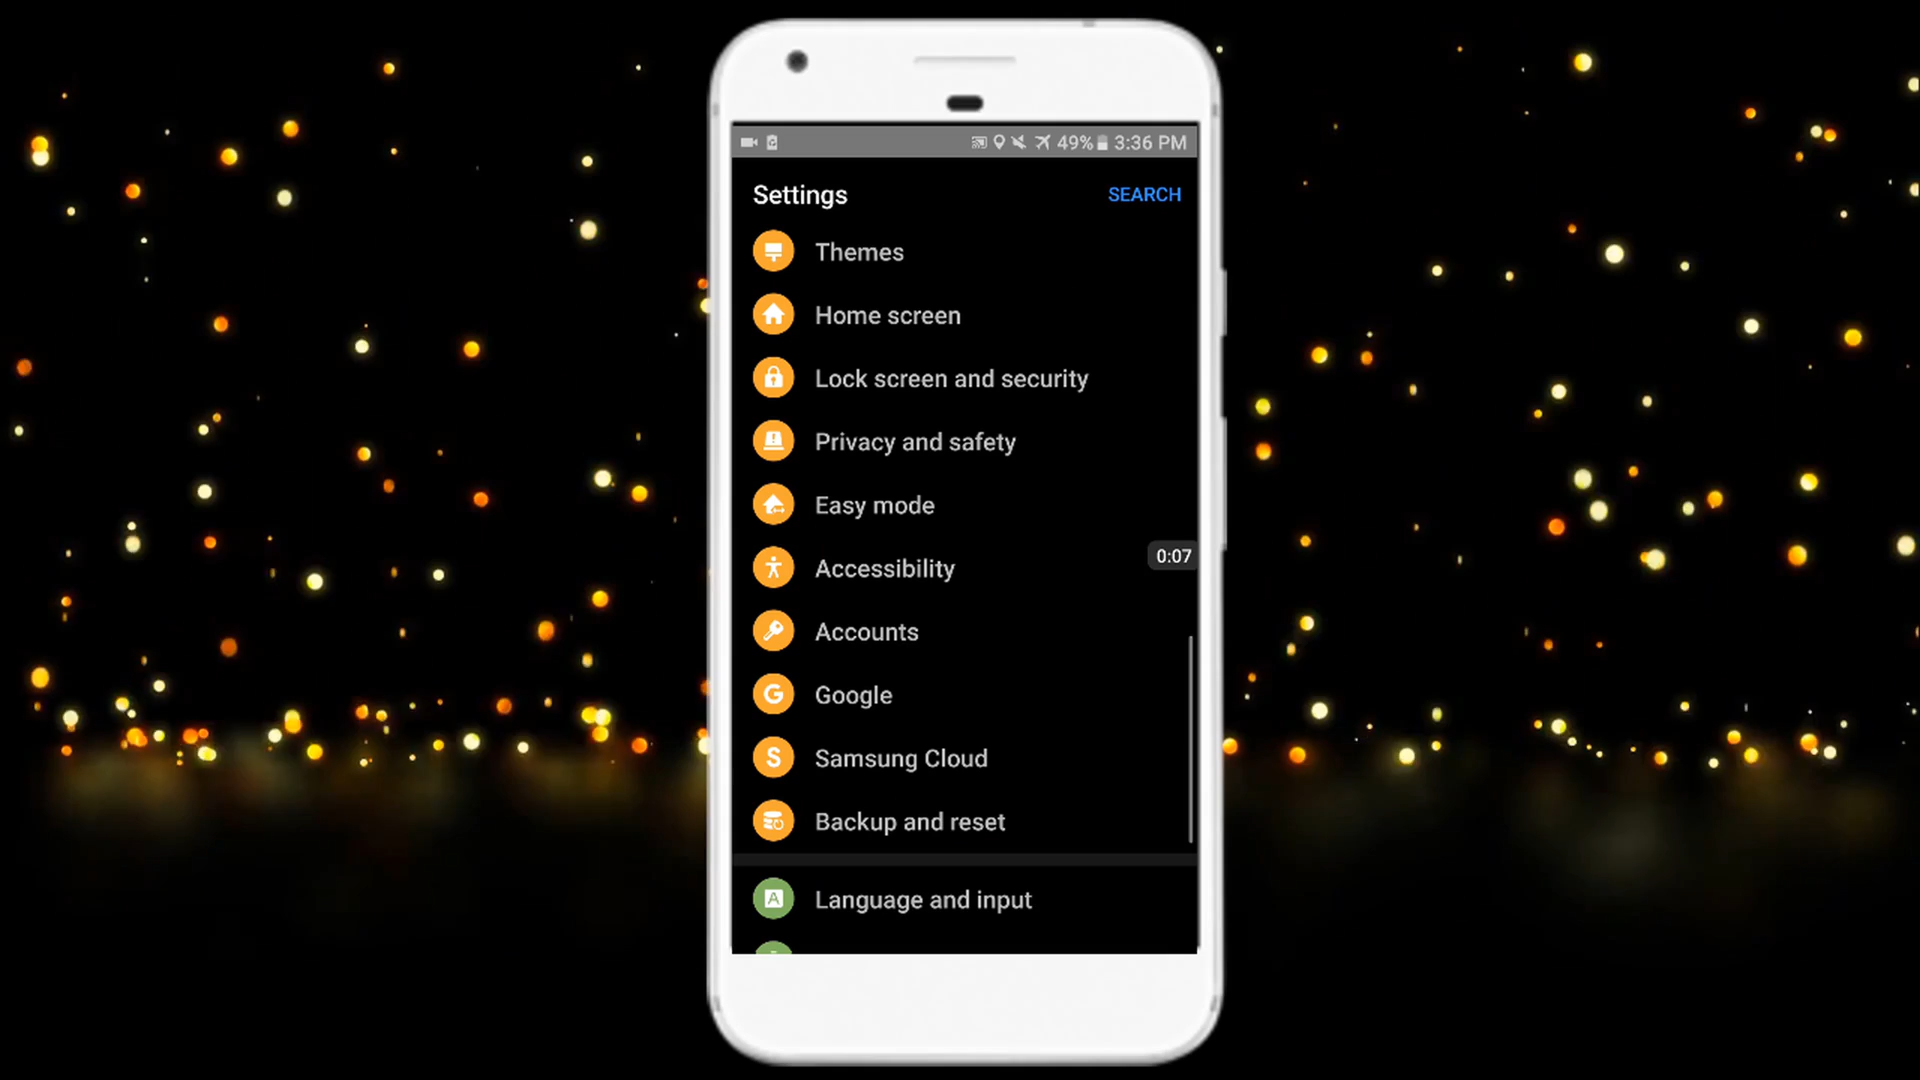 49% 3:36 PM
Settings SEARCH
Themes
Home screen
Lock screen and security
Privacy and safety
Easy mode
Accessibility
0:07
Accounts
Google
Samsung Cloud
Backup and reset
Language and input